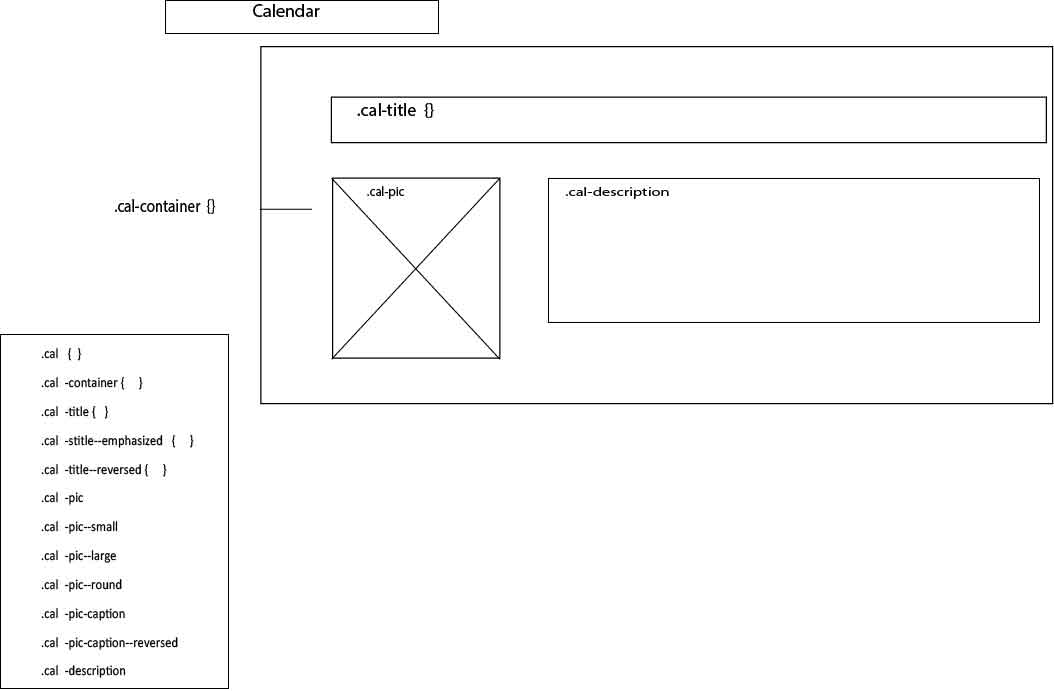 Calendar
.cal-title {}
.cal-pic
.cal-description
.cal-container {}
.cal { }
.cal -container { }
.cal -title { }
.cal -stitle--emphasized { }
.cal -title--reversed { }
.cal -pic
.cal -pic--small
.cal -pic--large
.cal -pic--round
.cal -pic-caption
.cal -pic-caption--reversed
.cal -description